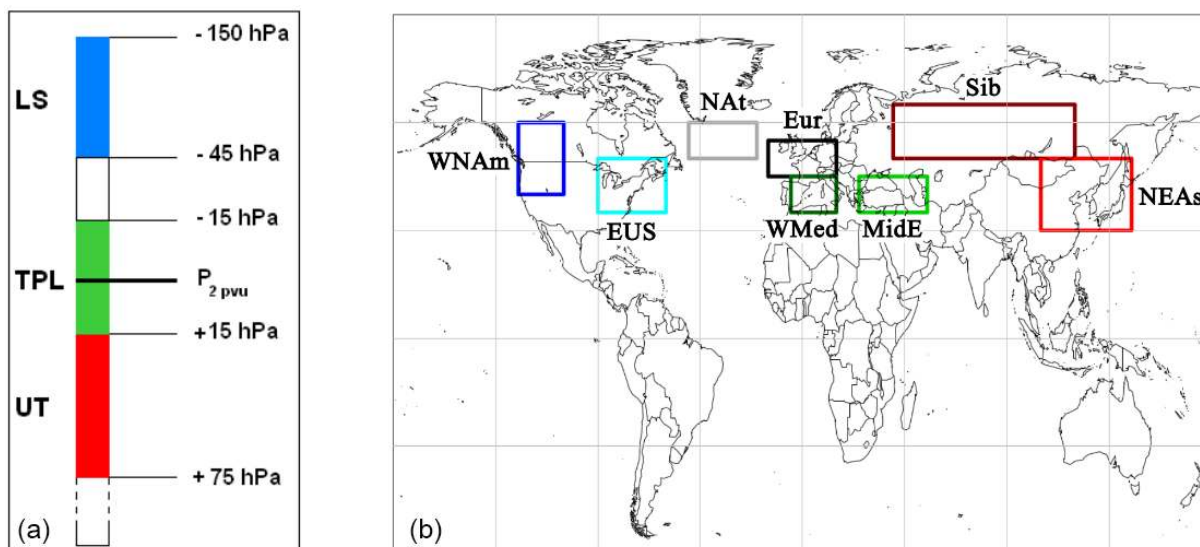 - 150 hPa
LS
- 45 hPa
- 15 hPa
TPL
P2 pvu
+ 15 hPa
UT
+ 75 hPa
(a)
Sib
NAt
Eur
WNAm
NEAs
EUS
WMed
MidE
(b)